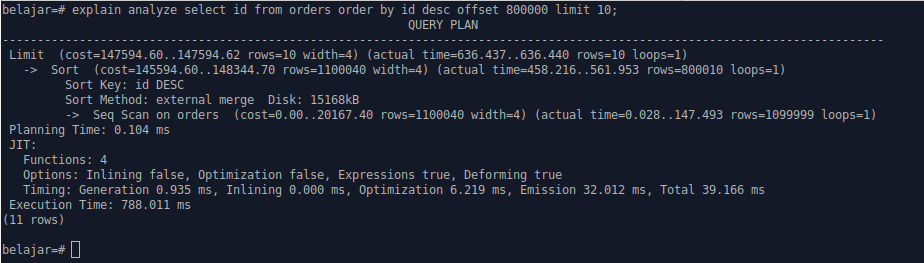 belajar=# explain analyze select id from orders order by id desc offset 800000 limit 10;
QUERY PLAN
-----------------------------------------------------------------------------------------------------------------------------
Limit  (cost=147594.60..147594.62 rows=10 width=4) (actual time=636.437..636.440 rows=10 loops=1)
  ->  Sort  (cost=145594.60..148344.70 rows=1100040 width=4) (actual time=458.216..561.953 rows=800010 loops=1)
        Sort Key: id DESC
        Sort Method: external merge  Disk: 15168kB
        ->  Seq Scan on orders  (cost=0.00..20167.40 rows=1100040 width=4) (actual time=0.028..147.493 rows=1099999 loops=1)
Planning Time: 0.104 ms
JIT:
  Functions: 4
  Options: Inlining false, Optimization false, Expressions true, Deforming true
  Timing: Generation 0.935 ms, Inlining 0.000 ms, Optimization 6.219 ms, Emission 32.012 ms, Total 39.166 ms
Execution Time: 788.011 ms
(11 rows)
belajar=#